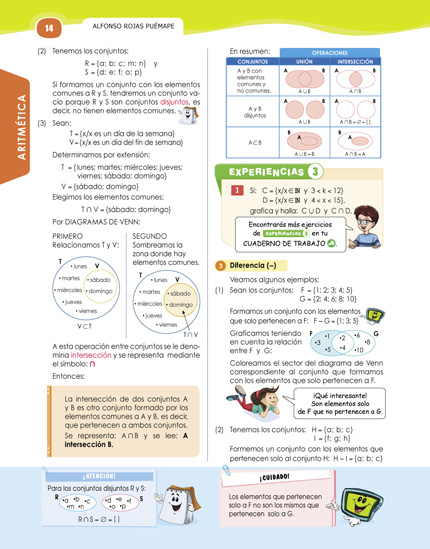 14
ALFONSO ROJAS PUÉMAPE
ARITMÉTICA
(2) Tenemos los conjuntos:
R = {a; b; c; m; n} y
S = {d; e; f; o; p}
Si formamos un conjunto con los elementos
comunes a R y S, tendremos un conjunto va-
cío porque R y S son conjuntos disjuntos, es
decir, no tienen elementos comunes.
(3) Sean:
T = {x/x es un día de la semana}
V = {x/x es un día del fin de semana}
Determinamos por extensión:
T = {lunes; martes; miércoles; jueves;
viernes; sábado; domingo}
V = {sábado; domingo}
Elegimos los elementos comunes:
T ∩ V = {sábado; domingo}
Por DIAGRAMAS DE VENN:
PRIMERO
Relacionamos T y V:
T
V
• lunes
• martes
• sábado
• miércoles
• domingo
• jueves
• viernes
V ⊂ T
SEGUNDO
Sombreamos la
zona donde hay
elementos comunes.
T
V
• lunes
• martes
• sábado
• miércoles
• domingo
• jueves
• viernes
T ∩ V
A esta operación entre conjuntos se le deno-
mina intersección y se representa mediante
el símbolo: ∩
Entonces:
La intersección de dos conjuntos A
y B es otro conjunto formado por los
elementos comunes a A y B, es decir,
que pertenecen a ambos conjuntos.
Se representa: A ∩ B y se lee: A
intersección B.
¡ATENCIÓN!
Para los conjuntos disjuntos R y S:
R
•a •b •c
•m •n
•d •e •f
•o •p
S
R ∩ S = ∅ = { }
En resumen:
OPERACIONES
CONJUNTOS UNIÓN INTERSECCIÓN
A y B con
elementos
comunes y
no comunes.
A B
A ∪ B
A B
A ∩ B
A y B
disjuntos
A B
A ∪ B
A B
A ∩ B = ∅ = { }
A ⊂ B
B
A
A ∪ B = B
B
A
A ∩ B = A
EXPERIENCIAS 3
1 Si: C = {x/x ∈ ℕ y 3 < x < 12}
D = {x/x ∈ ℕ y 4 < x < 15},
grafica y halla: C ∪ D y C ∩ D.
Encontrarás más ejercicios
de EXPERIENCIAS 3 en tu
CUADERNO DE TRABAJO
3 Diferencia (–)
Veamos algunos ejemplos:
(1) Sean los conjuntos: F = {1; 2; 3; 4; 5}
G = {2; 4; 6; 8; 10}
Formamos un conjunto con los elementos
que solo pertenecen a F: F – G = {1; 3; 5}
Graficamos teniendo
en cuenta la relación
entre F y G:
F
G
•1
•3
•5
•2
•4
•6
•8
•10
Coloreamos el sector del diagrama de Venn
correspondiente al conjunto que formamos
con los elementos que solo pertenecen a F.
¡Qué interesante!
Son elementos solo
de F que no pertenecen a G.
(2) Tenemos los conjuntos: H = {a; b; c}
I = {f; g; h}
Formemos un conjunto con los elementos que
pertenecen solo al conjunto H: H – I = {a; b; c}
¡CUIDADO!
Los elementos que pertenecen
solo a F no son los mismos que
pertenecen solo a G.